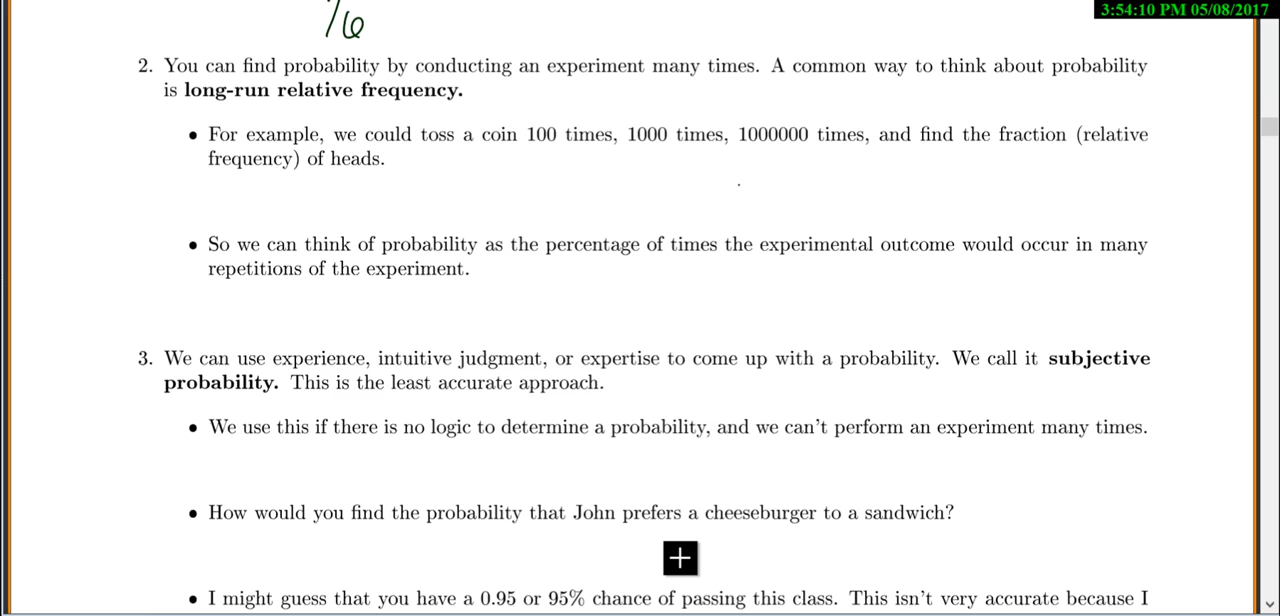 3:54:10 PM 05/08/2017
/6
2. You can find probability by conducting an experiment many times. A common way to think about probability
is long-run relative frequency.
• For example, we could toss a coin 100 times, 1000 times, 1000000 times, and find the fraction (relative
frequency) of heads.
• So we can think of probability as the percentage of times the experimental outcome would occur in many
repetitions of the experiment.
3. We can use experience, intuitive judgment, or expertise to come up with a probability. We call it subjective
probability. This is the least accurate approach.
• We use this if there is no logic to determine a probability, and we can't perform an experiment many times.
• How would you find the probability that John prefers a cheeseburger to a sandwich?
• I might guess that you have a 0.95 or 95% chance of passing this class. This isn't very accurate because I